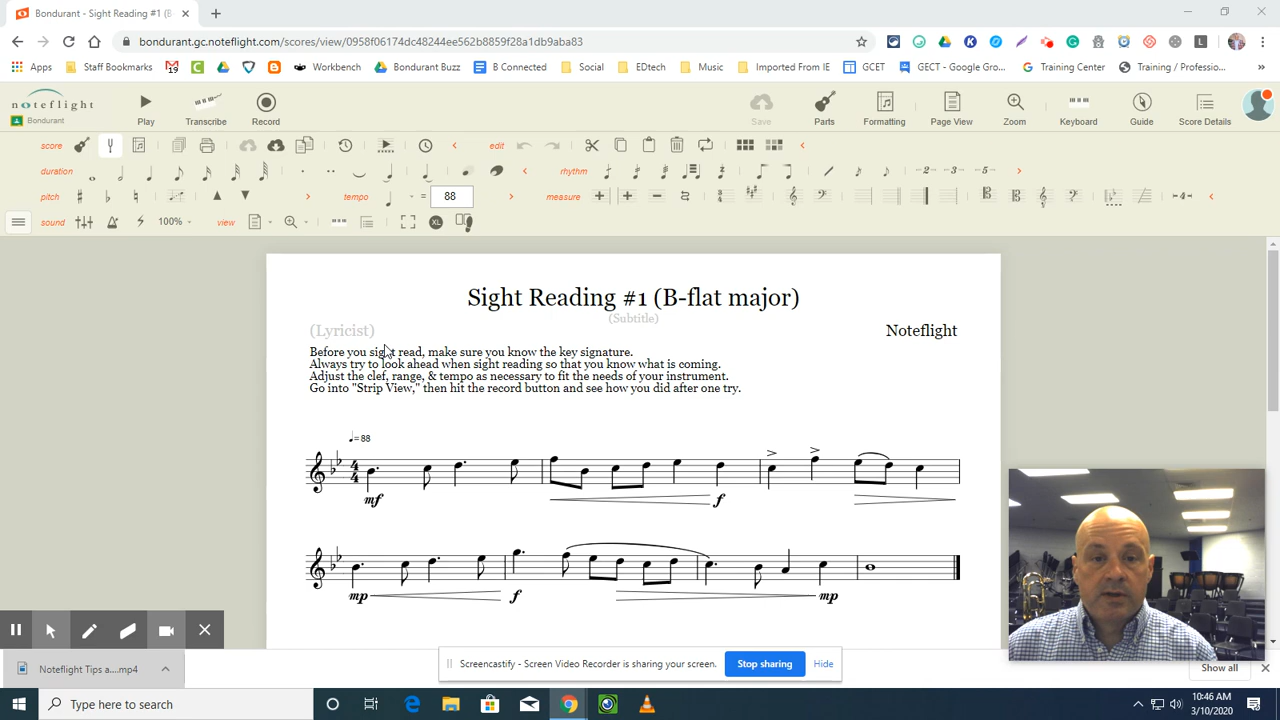 Bondurant - Sight Reading #1 (B
bondurant.gc.noteflight.com/scores/view/0958f06174dc48244ee562b8859f28a1db9aba83
Apps Staff Bookmarks 19 Workbench Bondurant Buzz B Connected Social EDtech Music Imported From IE GCET GECT - Google Gro... Training Center Training / Professio... »
noteflight
Bondurant
Play Transcribe Record Save Parts Formatting Page View Zoom Keyboard Guide Score Details
score edit
duration rhythm -2- -3- -5-
pitch tempo = 88 measure -4-
sound 100% view XL
Sight Reading #1 (B-flat major)
(Subtitle)
(Lyricist) Noteflight
Before you sight read, make sure you know the key signature.
Always try to look ahead when sight reading so that you know what is coming.
Adjust the clef, range, & tempo as necessary to fit the needs of your instrument.
Go into "Strip View," then hit the record button and see how you did after one try.
♩= 88
4
4
mf f
mp f mp
Noteflight Tips a....mp4
Screencastify - Screen Video Recorder is sharing your screen. Stop sharing Hide
Show all
Type here to search
10:46 AM
3/10/2020